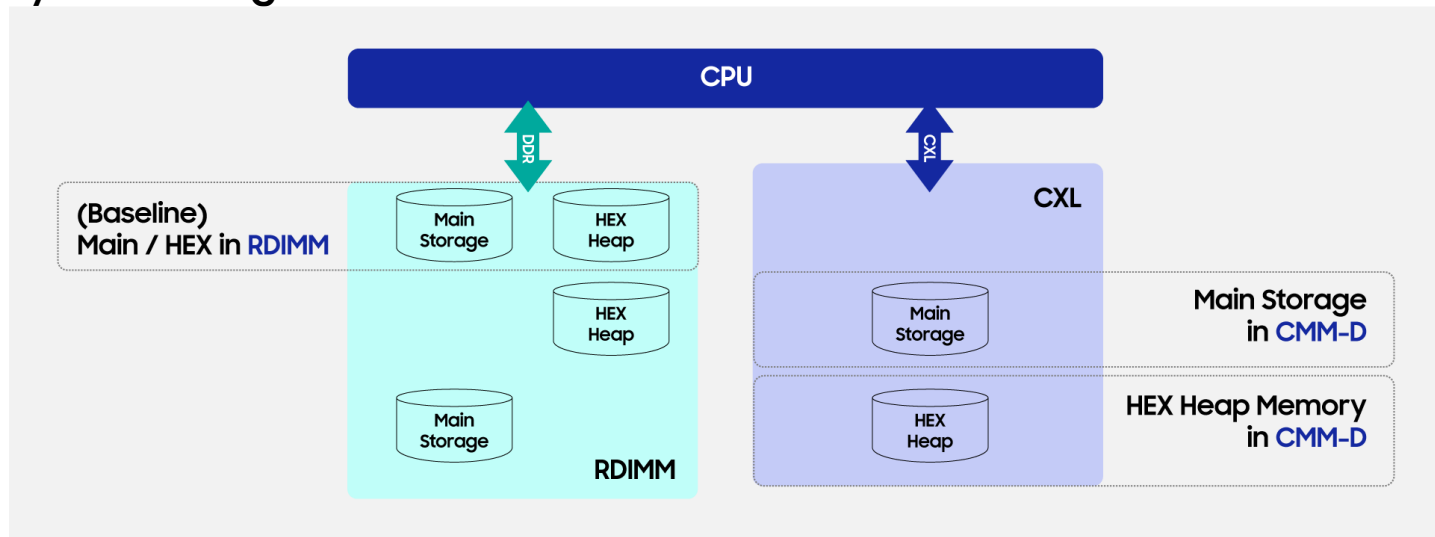 CPU
DDR
CXL
(Baseline)
Main / HEX in RDIMM
Main
Storage
HEX
Heap
CXL
HEX
Heap
Main
Storage
Main Storage
in CMM-D
Main
Storage
RDIMM
HEX
Heap
HEX Heap Memory
in CMM-D